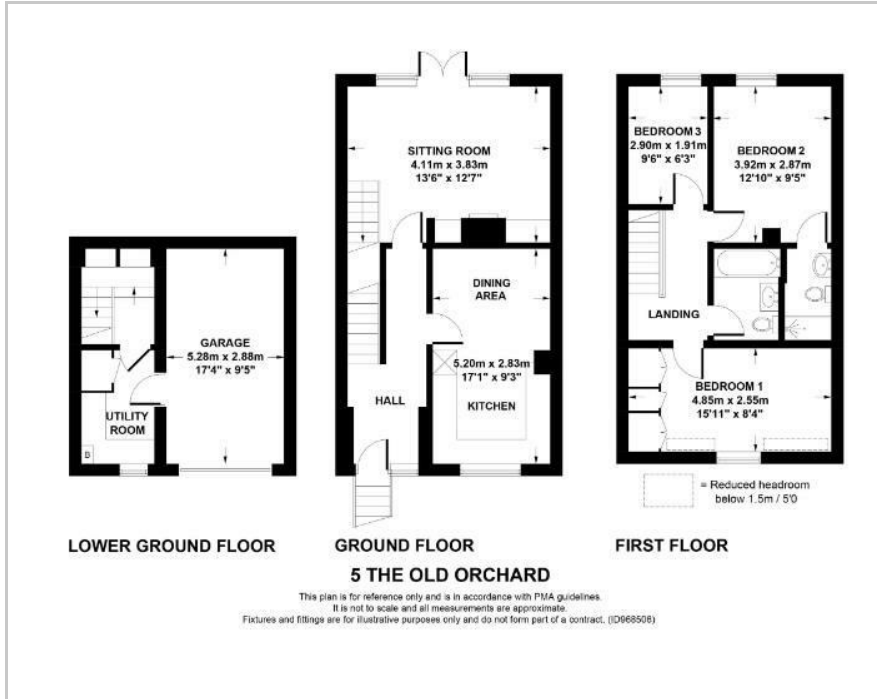 GARAGE
5.28m x 2.88m
17'4" x 9'5"
UTILITY
ROOM
B
LOWER GROUND FLOOR
SITTING ROOM
4.11m x 3.83m
13'6" x 12'7"
DINING
AREA
5.20m x 2.83m
17'1" x 9'3"
KITCHEN
HALL
GROUND FLOOR
BEDROOM 3
2.90m x 1.91m
9'6" x 6'3"
BEDROOM 2
3.92m x 2.87m
12'10" x 9'5"
LANDING
BEDROOM 1
4.85m x 2.55m
15'11" x 8'4"
= Reduced headroom
below 1.5m / 5'0
FIRST FLOOR
5 THE OLD ORCHARD
This plan is for reference only and is in accordance with PMA guidelines.
It is not to scale and all measurements are approximate.
Fixtures and fittings are for illustrative purposes only and do not form part of a contract. (ID968508)